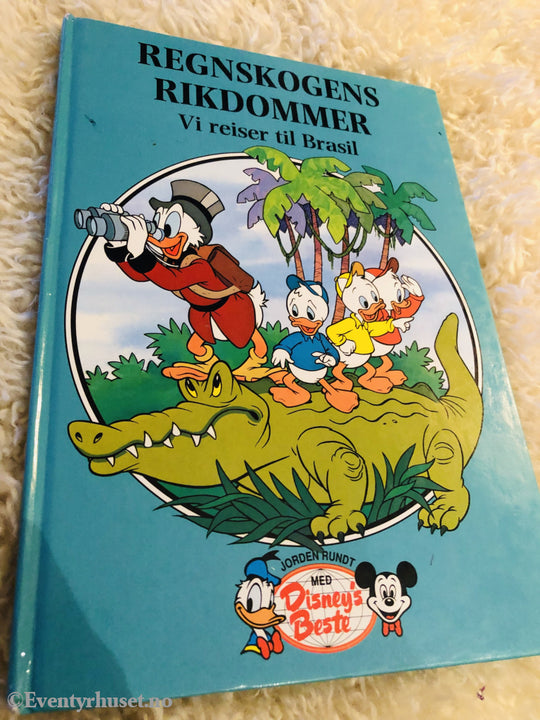 REGNSKOGENS
RIKDOMMER
Vi reiser til Brasil
JORDEN RUNDT
MED
Disney's
Beste
©Eventyrhuset.no